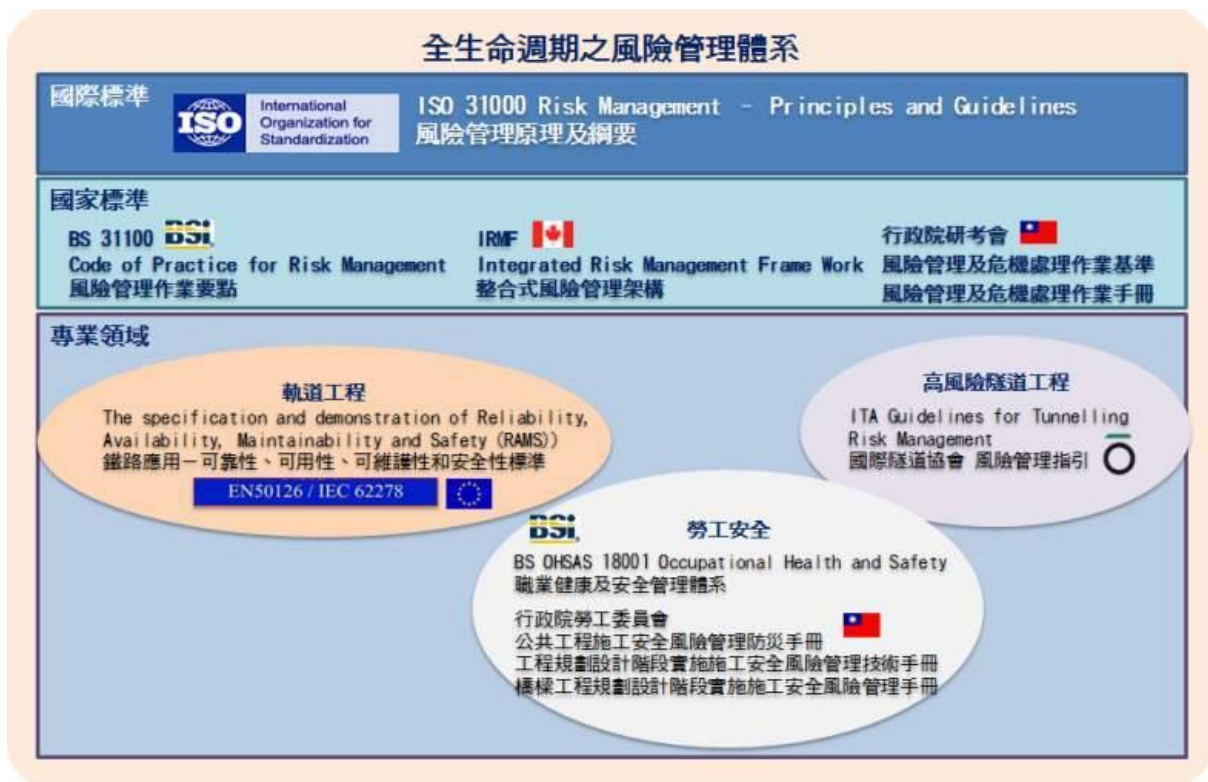 全生命週期之風險管理體系
國際標準
ISO
International
Organization for
Standardization
ISO 31000 Risk Management - Principles and Guidelines
風險管理原理及綱要
國家標準
BS 31100 BSi
Code of Practice for Risk Management
風險管理作業要點
IRMF
Integrated Risk Management Frame Work
整合式風險管理架構
行政院研考會
風險管理及危機處理作業基準
風險管理及危機處理作業手冊
專業領域
軌道工程
The specification and demonstration of Reliability,
Availability, Maintainability and Safety (RAMS))
鐵路應用－可靠性、可用性、可維護性和安全性標準
EN50126 / IEC 62278
高風險隧道工程
ITA Guidelines for Tunnelling
Risk Management
國際隧道協會 風險管理指引
BSi 勞工安全
BS OHSAS 18001 Occupational Health and Safety
職業健康及安全管理體系
行政院勞工委員會
公共工程施工安全風險管理防災手冊
工程規劃設計階段實施施工安全風險管理技術手冊
橋樑工程規劃設計階段實施施工安全風險管理手冊